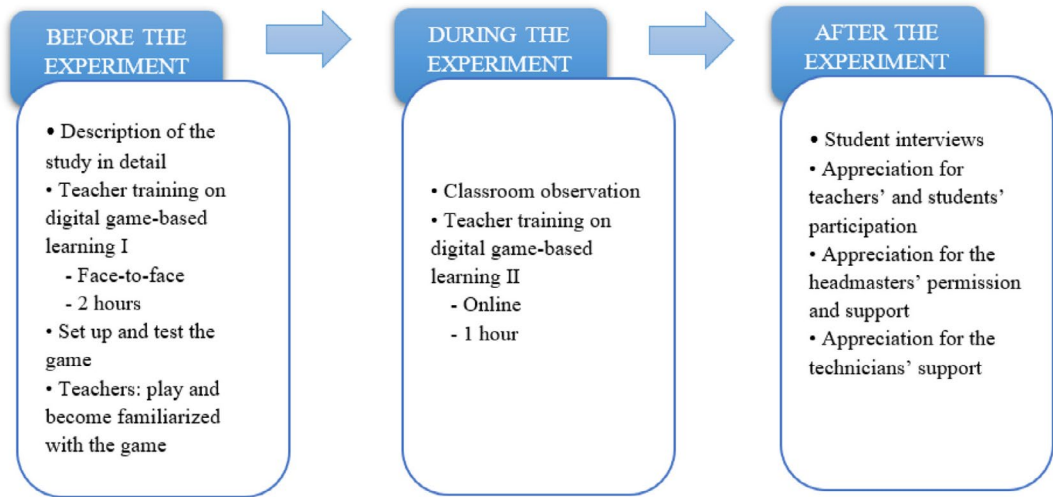 BEFORE THE
EXPERIMENT
• Description of the
study in detail
• Teacher training on
digital game-based
learning I
- Face-to-face
- 2 hours
• Set up and test the
game
• Teachers: play and
become familiarized
with the game
DURING THE
EXPERIMENT
• Classroom observation
• Teacher training on
digital game-based
learning II
- Online
- 1 hour
AFTER THE
EXPERIMENT
• Student interviews
• Appreciation for
teachers’ and students’
participation
• Appreciation for the
headmasters’ permission
and support
• Appreciation for the
technicians’ support